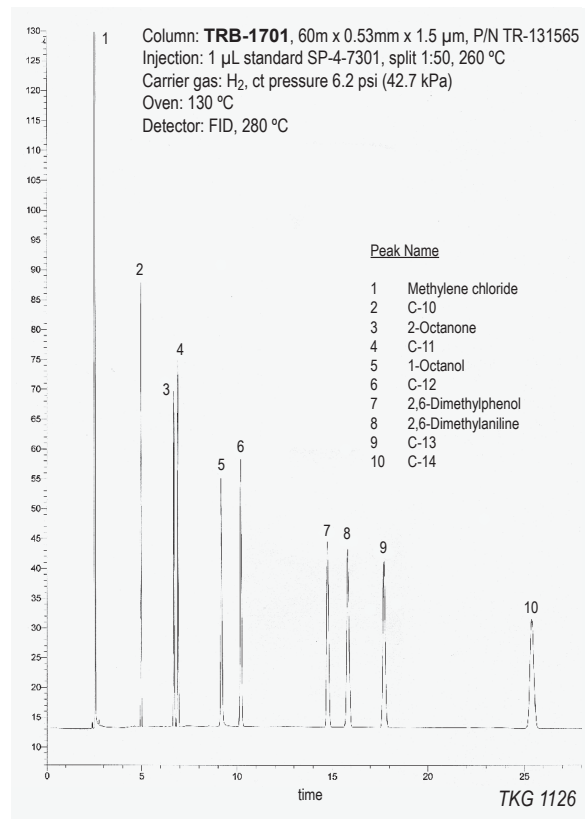 Column: TRB-1701, 60m x 0.53mm x 1.5 µm, P/N TR-131565
Injection: 1 µL standard SP-4-7301, split 1:50, 260 ºC
Carrier gas: H₂, ct pressure 6.2 psi (42.7 kPa)
Oven: 130 ºC
Detector: FID, 280 ºC
Peak Name
1 Methylene chloride
2 C-10
3 2-Octanone
4 C-11
5 1-Octanol
6 C-12
7 2,6-Dimethylphenol
8 2,6-Dimethylaniline
9 C-13
10 C-14
130
125
120
115
110
105
100
95
90
85
80
75
70
65
60
55
50
45
40
35
30
25
20
15
10
1
2
3
4
5
6
7
8
9
10
0 5 10 15 20 25
time
TKG 1126